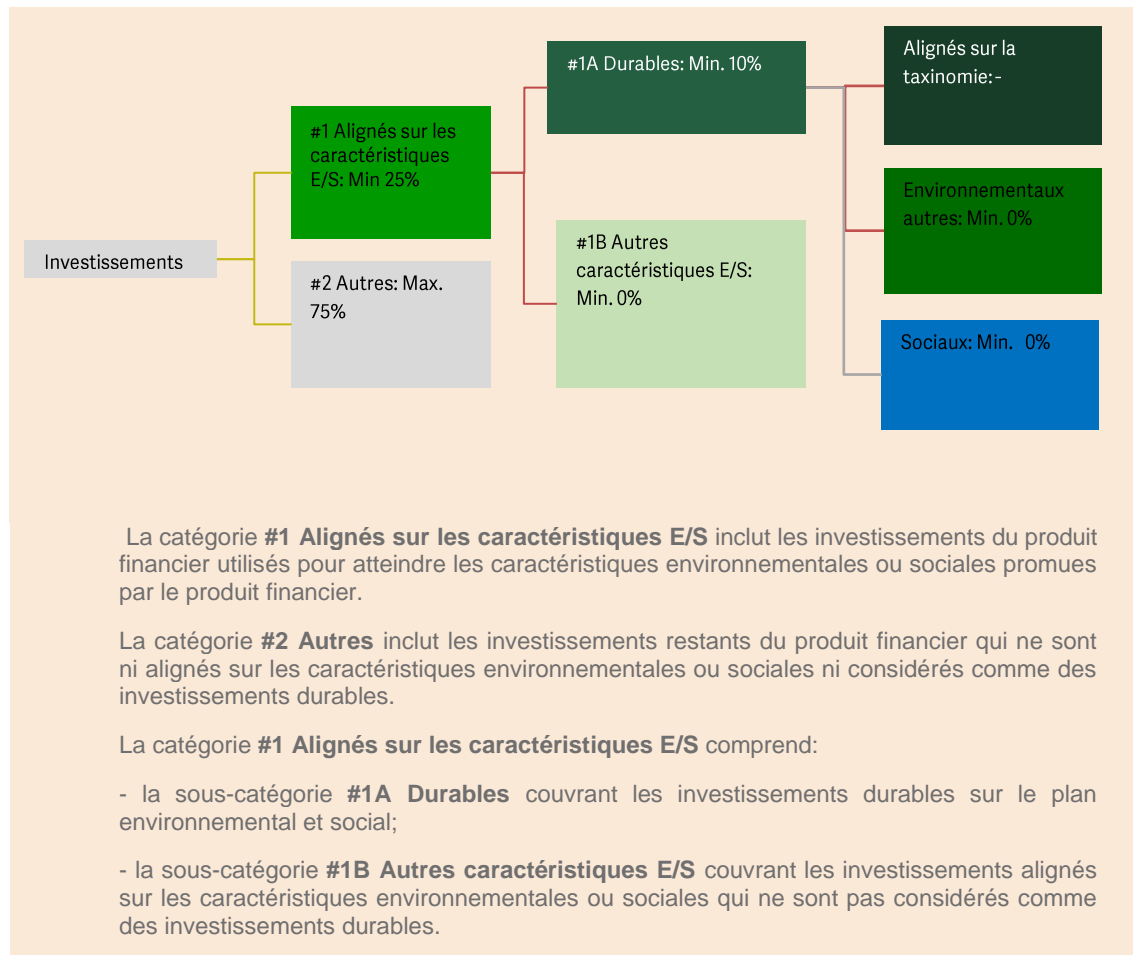 Investissements
#1 Alignés sur les
caractéristiques
E/S: Min 25%
#2 Autres: Max.
75%
#1A Durables: Min. 10%
#1B Autres
caractéristiques E/S:
Min. 0%
Alignés sur la
taxinomie:-
Environnementaux
autres: Min. 0%
Sociaux: Min. 0%
La catégorie #1 Alignés sur les caractéristiques E/S inclut les investissements du produit
financier utilisés pour atteindre les caractéristiques environnementales ou sociales promues
par le produit financier.
La catégorie #2 Autres inclut les investissements restants du produit financier qui ne sont
ni alignés sur les caractéristiques environnementales ou sociales ni considérés comme des
investissements durables.
La catégorie #1 Alignés sur les caractéristiques E/S comprend:
- la sous-catégorie #1A Durables couvrant les investissements durables sur le plan
environnemental et social;
- la sous-catégorie #1B Autres caractéristiques E/S couvrant les investissements alignés
sur les caractéristiques environnementales ou sociales qui ne sont pas considérés comme
des investissements durables.